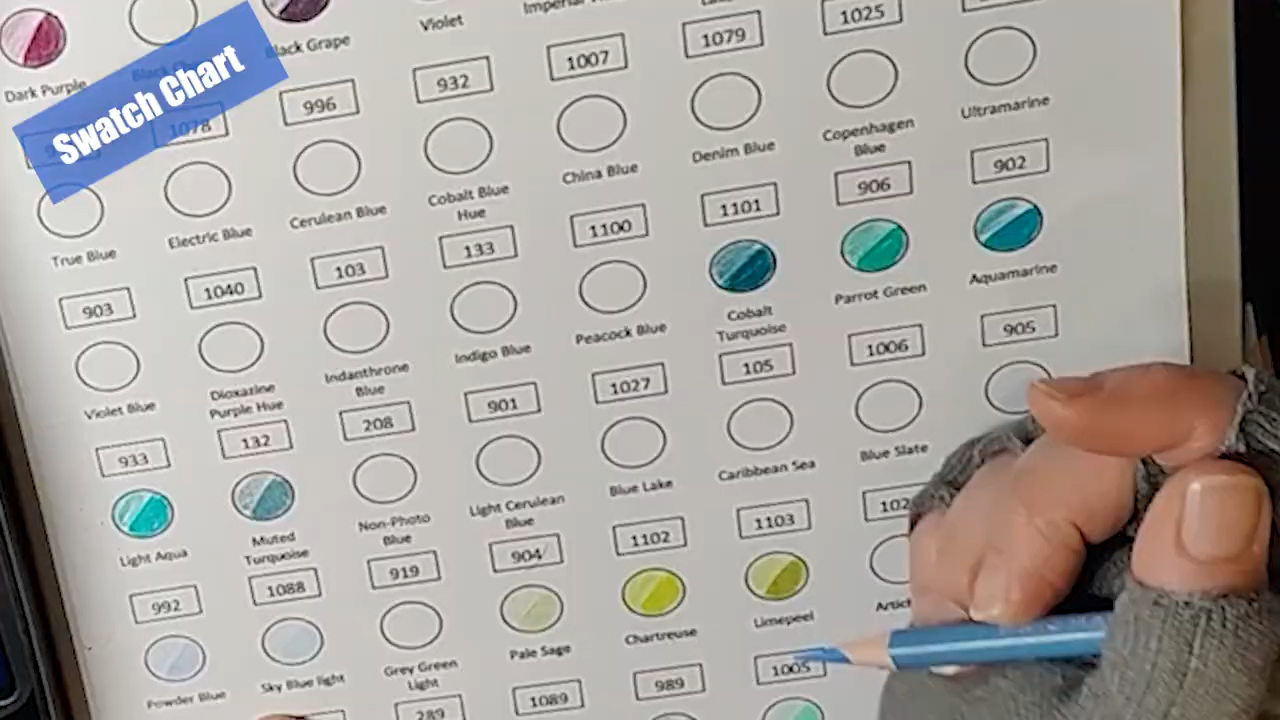 Swatch Chart
Dark Purple
Black
Black Grape
Violet
Imperial
Lake
1078
996
932
1007
1079
1025
True Blue
Electric Blue
Cerulean Blue
Cobalt Blue
Hue
China Blue
Denim Blue
Copenhagen
Blue
Ultramarine
903
1040
103
133
1100
1101
906
902
Violet Blue
Dioxazine
Purple Hue
Indanthrone
Blue
Indigo Blue
Peacock Blue
Cobalt
Turquoise
Parrot Green
Aquamarine
933
132
208
901
1027
105
1006
905
Light Aqua
Muted
Turquoise
Non-Photo
Blue
Light Cerulean
Blue
Blue Lake
Caribbean Sea
Blue Slate
992
1088
919
904
1102
1103
102
Powder Blue
Sky Blue light
Grey Green
Light
Pale Sage
Chartreuse
Limepeel
Artich
289
1089
989
1005